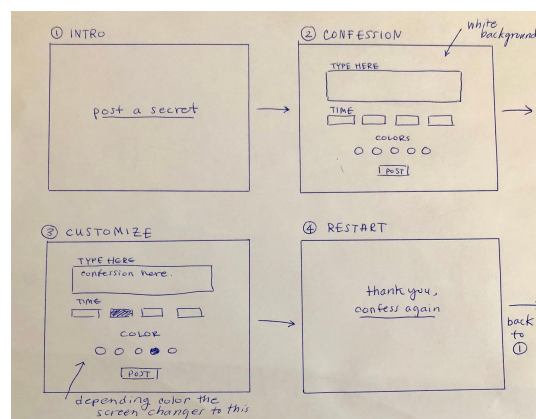 ① INTRO
post a secret
② CONFESSION
white
background
TYPE HERE
TIME
COLORS
POST
③ CUSTOMIZE
TYPE HERE
confession here.
TIME
COLOR
POST
depending color the
screen changes to this
④ RESTART
thank you,
confess again
back
to
①